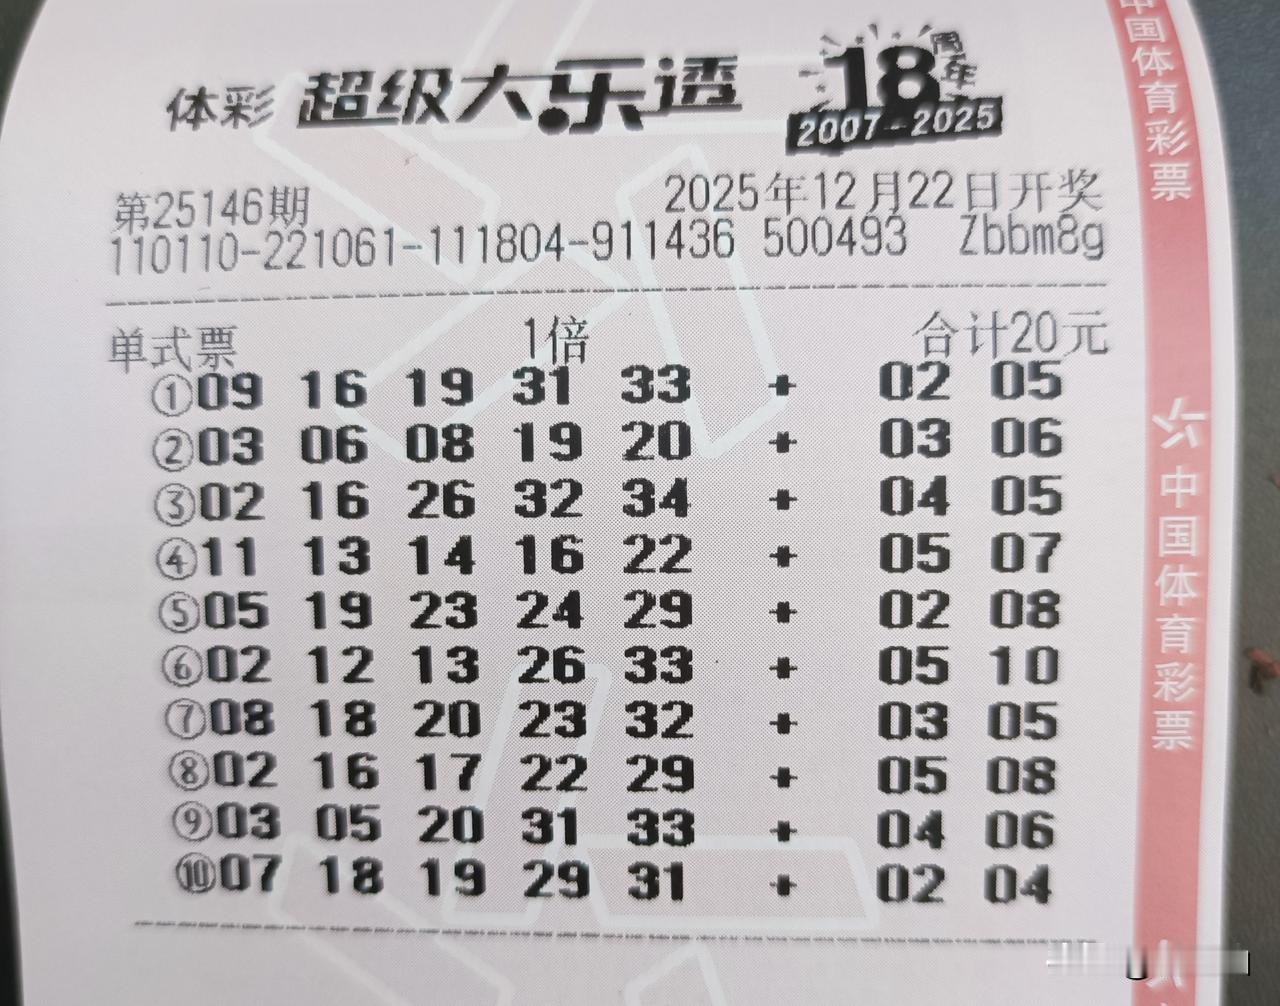 体彩 超级大乐透 18周年
2007-2025
第25146期 2025年12月22日开奖
110110-221061-111804-911436 500493 Zbbm8g
单式票 1倍 合计20元
①09 16 19 31 33 + 02 05
②03 06 08 19 20 + 03 06
③02 16 26 32 34 + 04 05
④11 13 14 16 22 + 05 07
⑤05 19 23 24 29 + 02 08
⑥02 12 13 26 33 + 05 10
⑦08 18 20 23 32 + 03 05
⑧02 16 17 22 29 + 05 08
⑨03 05 20 31 33 + 04 06
⑩07 18 19 29 31 + 02 04
中国体育彩票
中国体育彩票